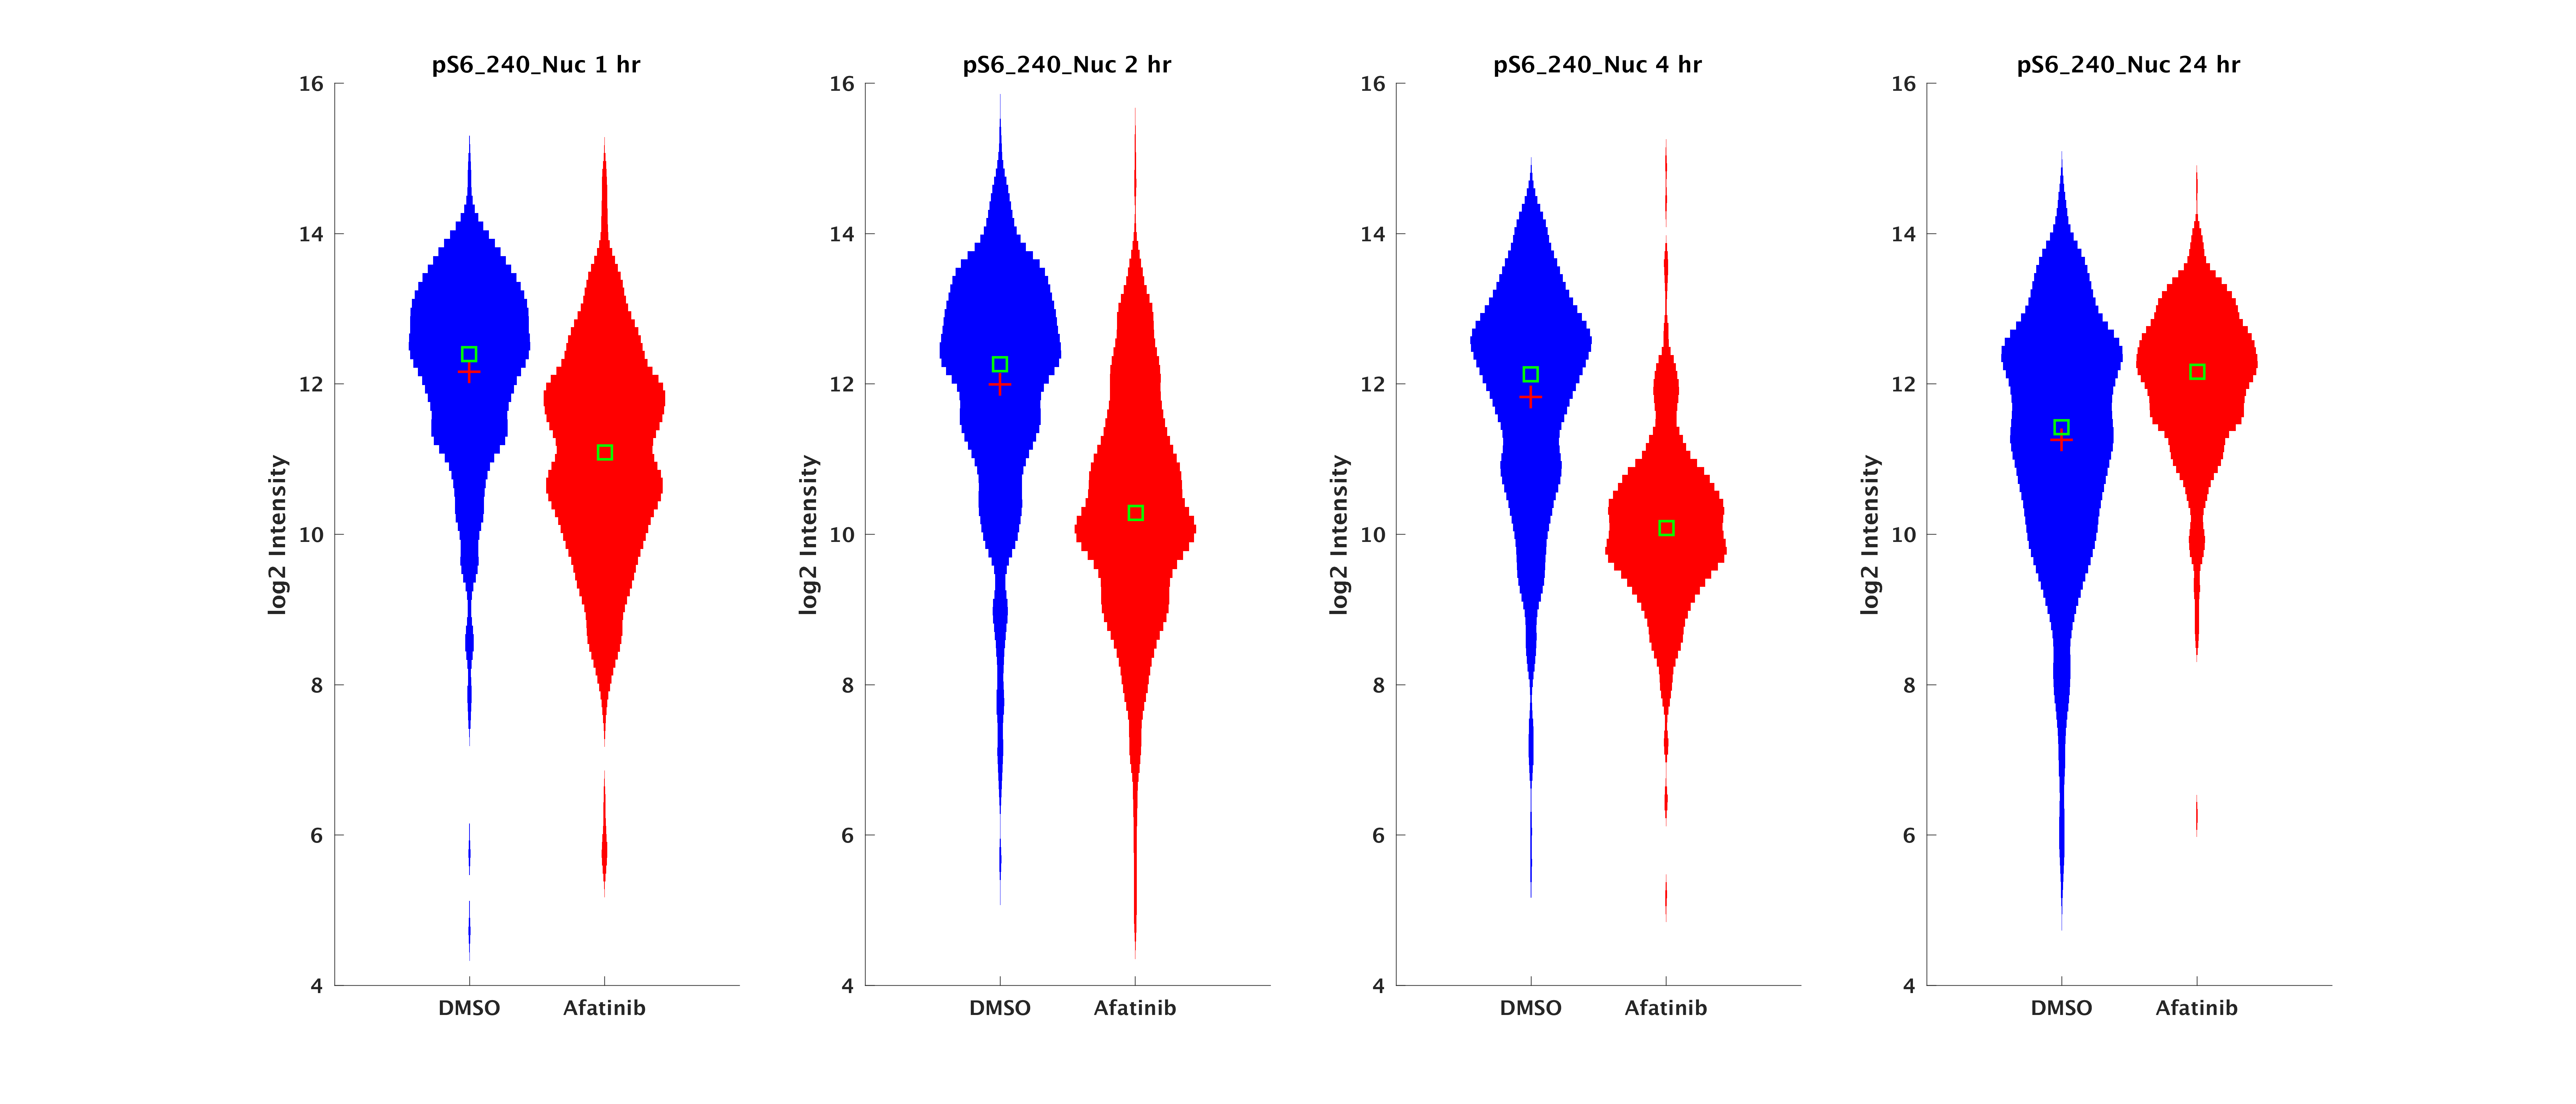 pS6_240_Nuc 1 hr
16
14
12
10
8
6
4
log2 Intensity
DMSO
Afatinib
pS6_240_Nuc 2 hr
16
14
12
10
8
6
4
log2 Intensity
DMSO
Afatinib
pS6_240_Nuc 4 hr
16
14
12
10
8
6
4
log2 Intensity
DMSO
Afatinib
pS6_240_Nuc 24 hr
16
14
12
10
8
6
4
log2 Intensity
DMSO
Afatinib